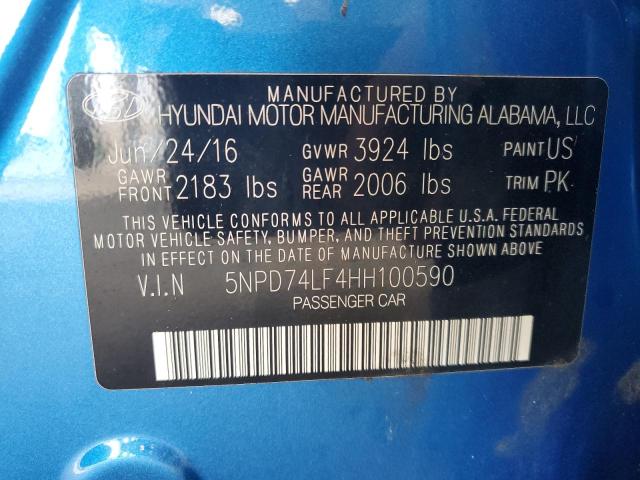 MANUFACTURED BY
HYUNDAI MOTOR MANUFACTURING ALABAMA, LLC
Jun/24/16 GVWR 3924 lbs PAINT US
GAWR FRONT 2183 lbs GAWR REAR 2006 lbs TRIM PK
THIS VEHICLE CONFORMS TO ALL APPLICABLE U.S.A. FEDERAL
MOTOR VEHICLE SAFETY, BUMPER, AND THEFT PREVENTION STANDARDS
IN EFFECT ON THE DATE OF MANUFACTURE SHOWN ABOVE
V.I.N 5NPD74LF4HH100590
PASSENGER CAR